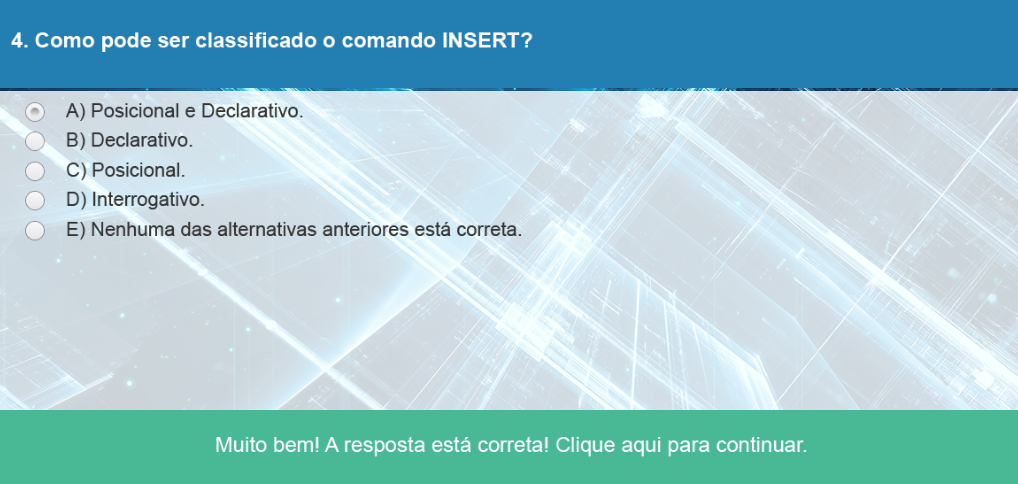 4. Como pode ser classificado o comando INSERT?
A) Posicional e Declarativo.
B) Declarativo.
C) Posicional.
D) Interrogativo.
E) Nenhuma das alternativas anteriores está correta.
Muito bem! A resposta está correta! Clique aqui para continuar.